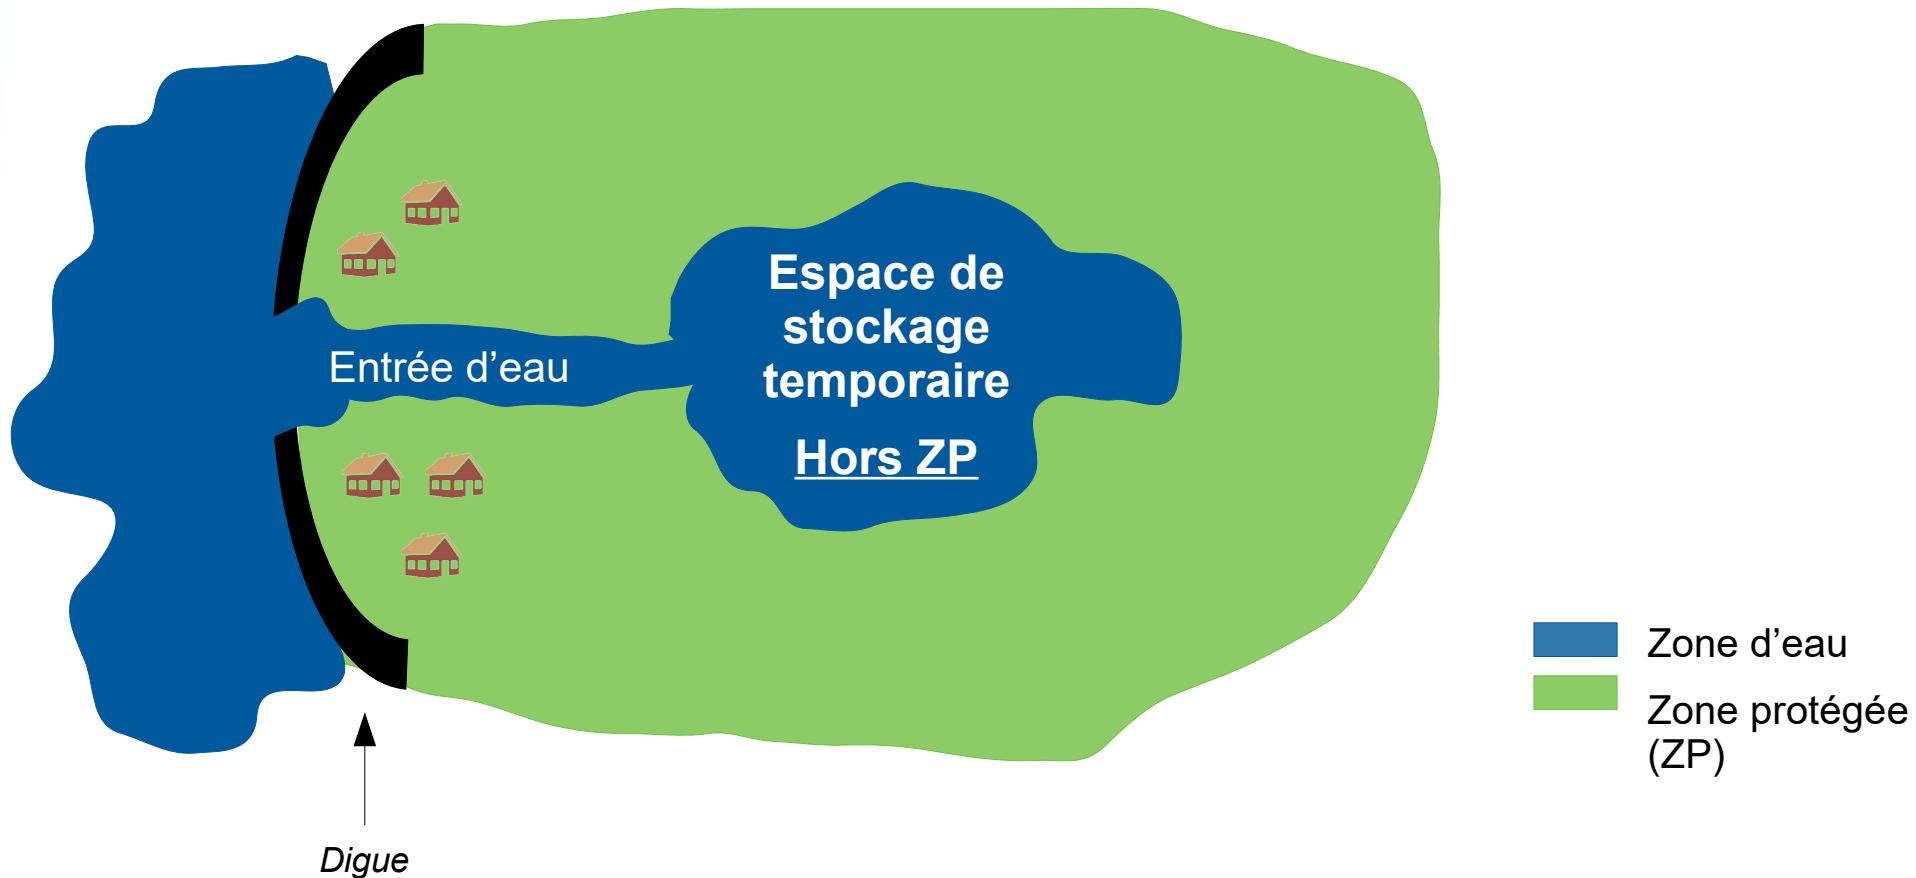 Espace de
stockage
temporaire
Hors ZP
Entrée d’eau
Zone d’eau
Zone protégée
(ZP)
Digue